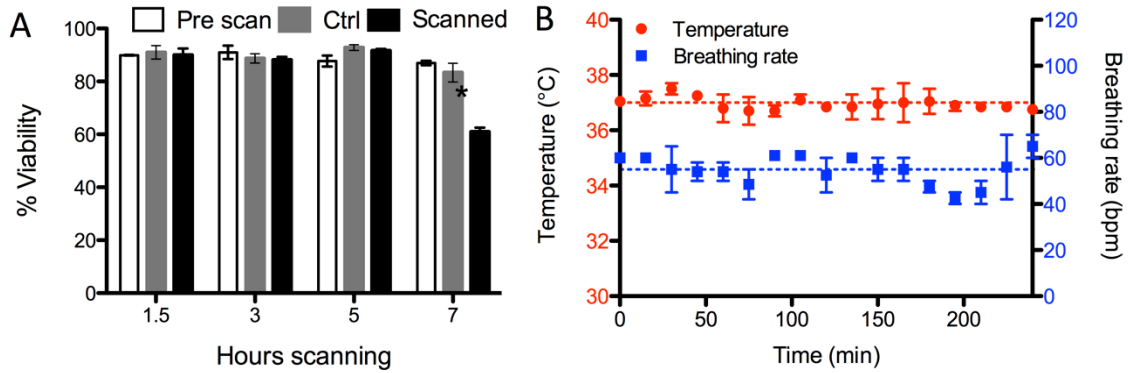 A
Pre scan Ctrl Scanned
% Viability
100
80
60
40
20
0
*
1.5 3 5 7
Hours scanning
B
Temperature
Breathing rate
Temperature (°C)
40
38
36
34
32
30
Breathing rate (bpm)
120
100
80
60
40
20
0
0 50 100 150 200
Time (min)